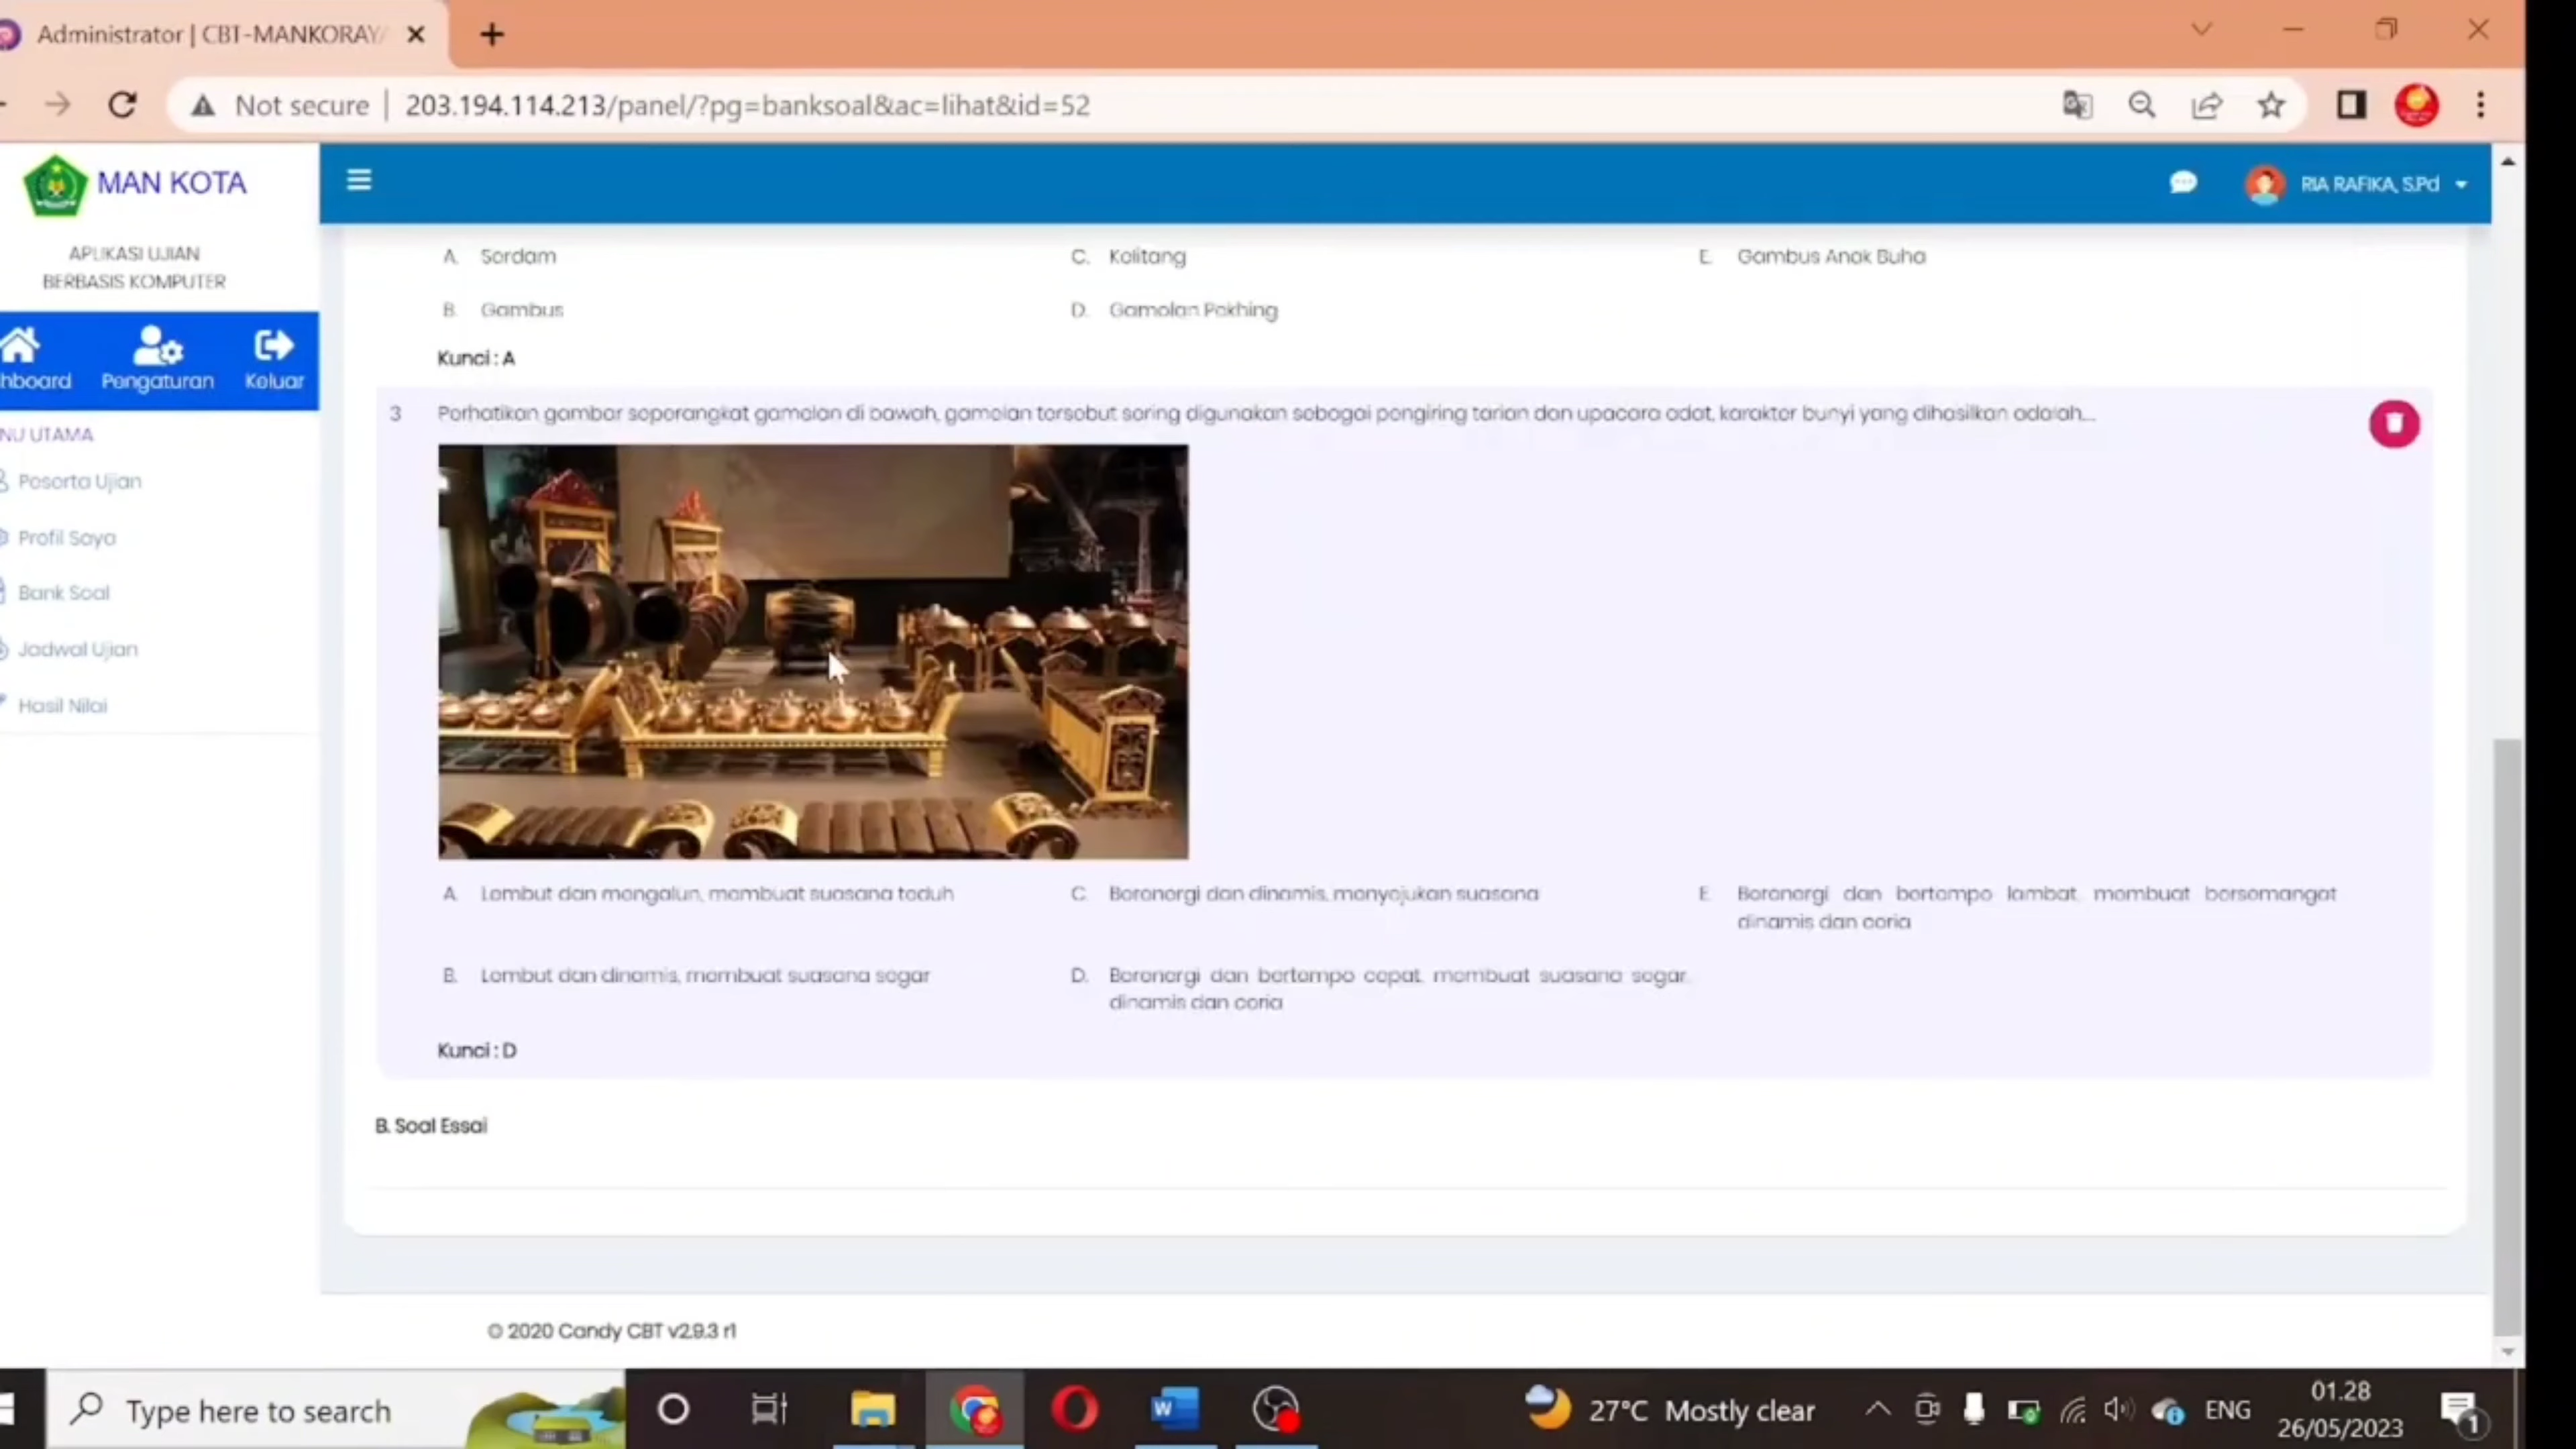 Administrator | CBT-MANKORAYA
Not secure | 203.194.114.213/panel/?pg=banksoal&ac=lihat&id=52
MAN KOTA
RIA RAFIKA, S.Pd
APLIKASI UJIAN
BERBASIS KOMPUTER
hboard
Pengaturan
Keluar
NU UTAMA
Peserta Ujian
Profil Saya
Bank Soal
Jadwal Ujian
Hasil Nilai
A. Serdam
C. Kolitang
E. Gambus Anak Buha
B. Gambus
D. Gamolan Pekhing
Kunci : A
3 Perhatikan gambar seperangkat gamelan di bawah, gamelan tersebut sering digunakan sebagai pengiring tarian dan upacara adat, karakter bunyi yang dihasilkan adalah...
A. Lembut dan mengalun, membuat suasana teduh
C. Berenergi dan dinamis, menyejukan suasana
E. Berenergi dan bertempo lambat, membuat bersemangat
dinamis dan ceria
B. Lembut dan dinamis, membuat suasana segar
D. Berenergi dan bertempo cepat, membuat suasana segar,
dinamis dan ceria
Kunci : D
B. Soal Essai
© 2020 Candy CBT v2.9.3 r1
Type here to search
27°C Mostly clear
ENG
01.28
26/05/2023
1